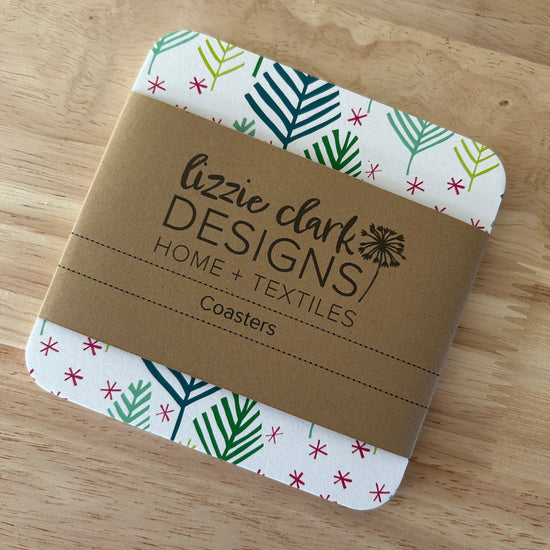 lizzie clark
DESIGNS
HOME + TEXTILES
Coasters